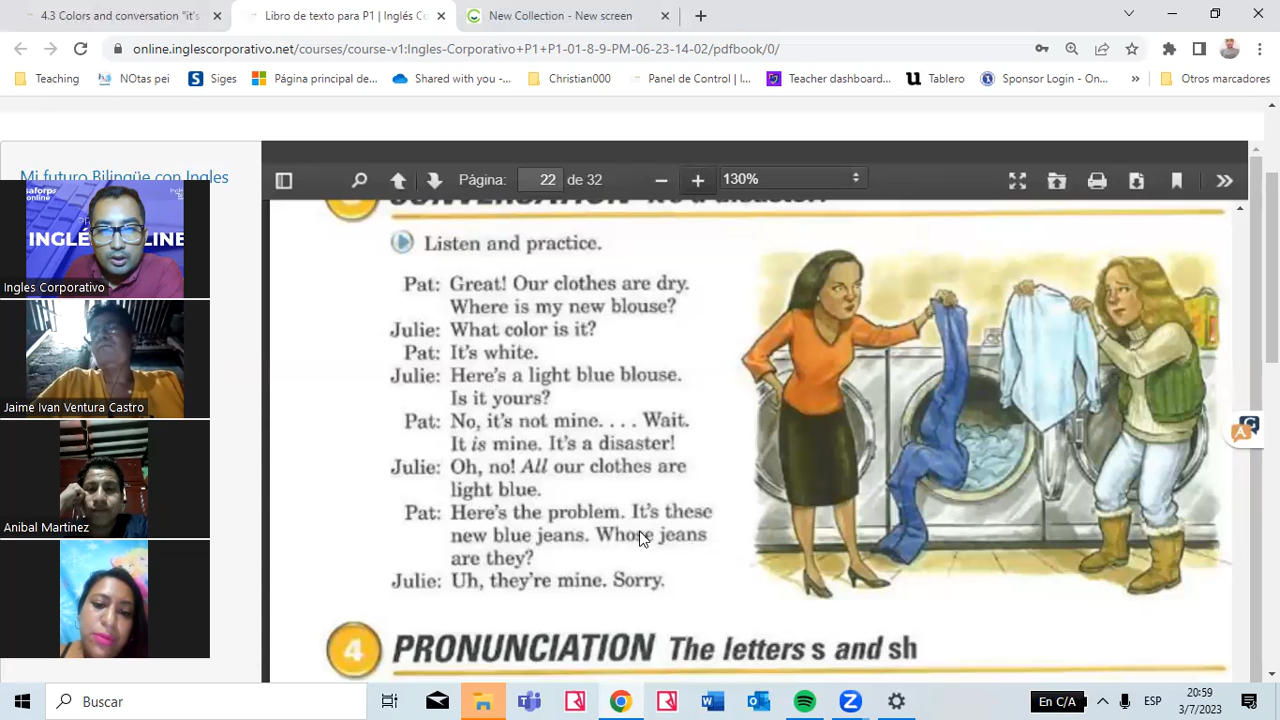 4.3 Colors and conversation "it's
Libro de texto para P1 | Inglés Co
New Collection - New screen
online.inglescorporativo.net/courses/course-v1:Ingles-Corporativo+P1+P1-01-8-9-PM-06-23-14-02/pdfbook/0/
Teaching
NOtas pei
Siges
Página principal de...
Shared with you -...
Christian000
Panel de Control | I...
Teacher dashboard...
Tablero
Sponsor Login - On...
Otros marcadores
Mi futuro Bilingüe con Ingles
Página: 22 de 32
130%
CONVERSATION It's a disaster!
Listen and practice.
Pat: Great! Our clothes are dry.
Where is my new blouse?
Julie: What color is it?
Pat: It's white.
Julie: Here's a light blue blouse.
Is it yours?
Pat: No, it's not mine. . . . Wait.
It is mine. It's a disaster!
Julie: Oh, no! All our clothes are
light blue.
Pat: Here's the problem. It's these
new blue jeans. Whose jeans
are they?
Julie: Uh, they're mine. Sorry.
4 PRONUNCIATION The letters s and sh
Ingles Corporativo
Jaime Ivan Ventura Castro
Anibal Martinez
Buscar
En C/A
ESP
20:59
3/7/2023